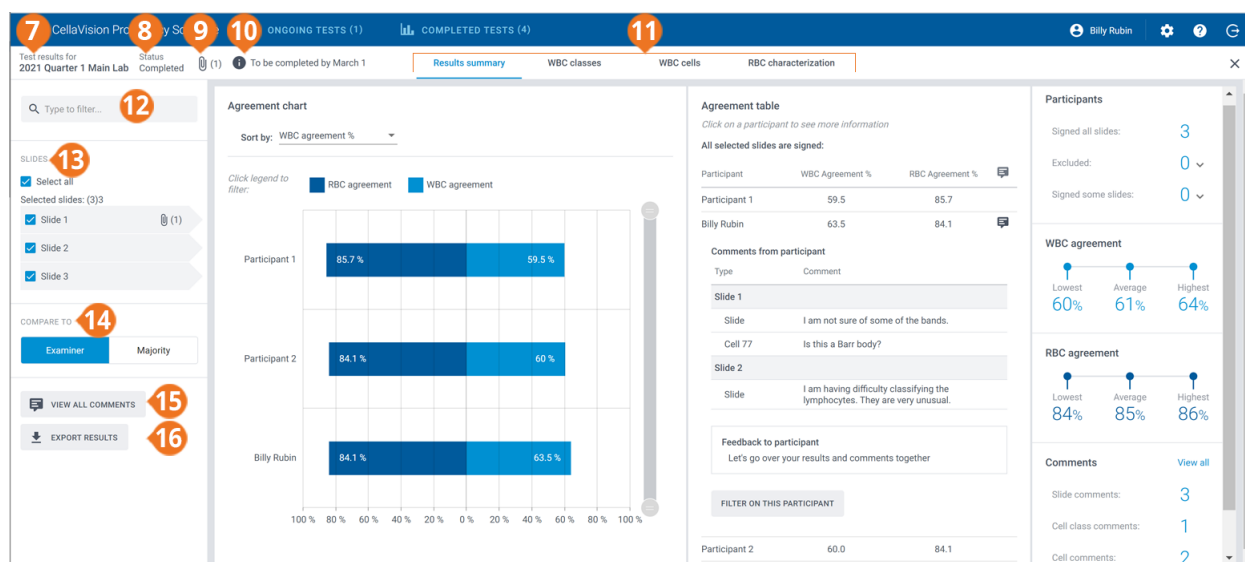 7
8
9
10
11
CellaVision Pro
y So
e
ONGOING TESTS (1)
COMPLETED TESTS (4)
Billy Rubin
Test results for
2021 Quarter 1 Main Lab
Status
Completed
(1)
To be completed by March 1
Results summary
WBC classes
WBC cells
RBC characterization
Type to filter...
12
SLIDES
13
Select all
Selected slides: (3)3
Slide 1
(1)
Slide 2
Slide 3
COMPARE TO
14
Examiner
Majority
VIEW ALL COMMENTS
15
EXPORT RESULTS
16
Agreement chart
Sort by: WBC agreement %
Click legend to
filter:
RBC agreement
WBC agreement
Participant 1
85.7 %
59.5 %
Participant 2
84.1 %
60 %
Billy Rubin
84.1 %
63.5 %
100 % 80 % 60 % 40 % 20 % 0 % 20 % 40 % 60 % 80 % 100 %
Agreement table
Click on a participant to see more information
All selected slides are signed:
Participant WBC Agreement % RBC Agreement %
Participant 1 59.5 85.7
Billy Rubin 63.5 84.1
Comments from participant
Type Comment
Slide 1
Slide I am not sure of some of the bands.
Cell 77 Is this a Barr body?
Slide 2
Slide I am having difficulty classifying the
lymphocytes. They are very unusual.
Feedback to participant
Let's go over your results and comments together
FILTER ON THIS PARTICIPANT
Participant 2 60.0 84.1
Participants
Signed all slides: 3
Excluded: 0
Signed some slides: 0
WBC agreement
Lowest Average Highest
60% 61% 64%
RBC agreement
Lowest Average Highest
84% 85% 86%
Comments View all
Slide comments: 3
Cell class comments: 1
Cell comments: 2